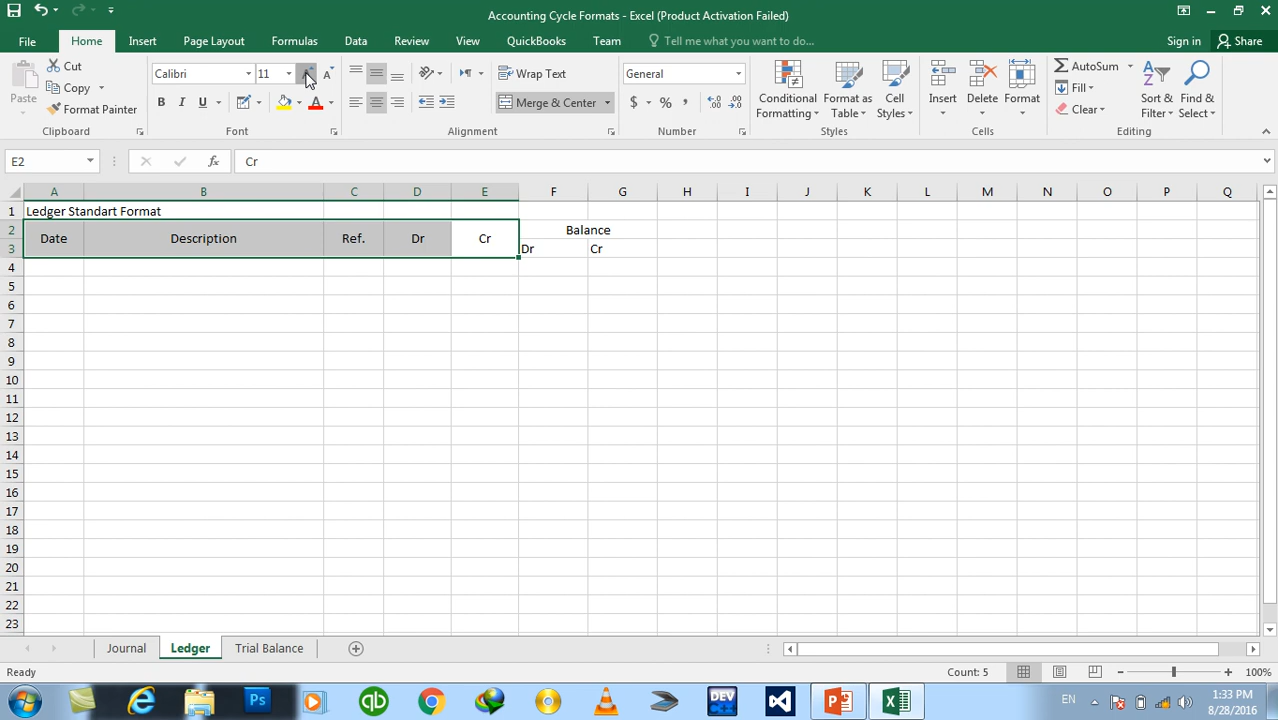 Accounting Cycle Formats - Excel (Product Activation Failed)
File Home Insert Page Layout Formulas Data Review View QuickBooks Team Tell me what you want to do... Sign in Share
Paste
Cut
Copy
Format Painter
Calibri 11
B I U
A A
Wrap Text
Merge & Center
General
$ % ,
Conditional Formatting
Format as Table
Cell Styles
Insert
Delete
Format
AutoSum
Fill
Clear
Sort & Filter
Find & Select
Clipboard Font Alignment Number Styles Cells Editing
E2 fx Cr
A B C D E F G H I J K L M N O P Q
1 Ledger Standart Format
2 Date Description Ref. Dr Cr Balance
3 Dr Cr
4
5
6
7
8
9
10
11
12
13
14
15
16
17
18
19
20
21
22
23
Journal Ledger Trial Balance
Ready Count: 5 100%
EN 1:33 PM
8/28/2016
Ps qb DEV P